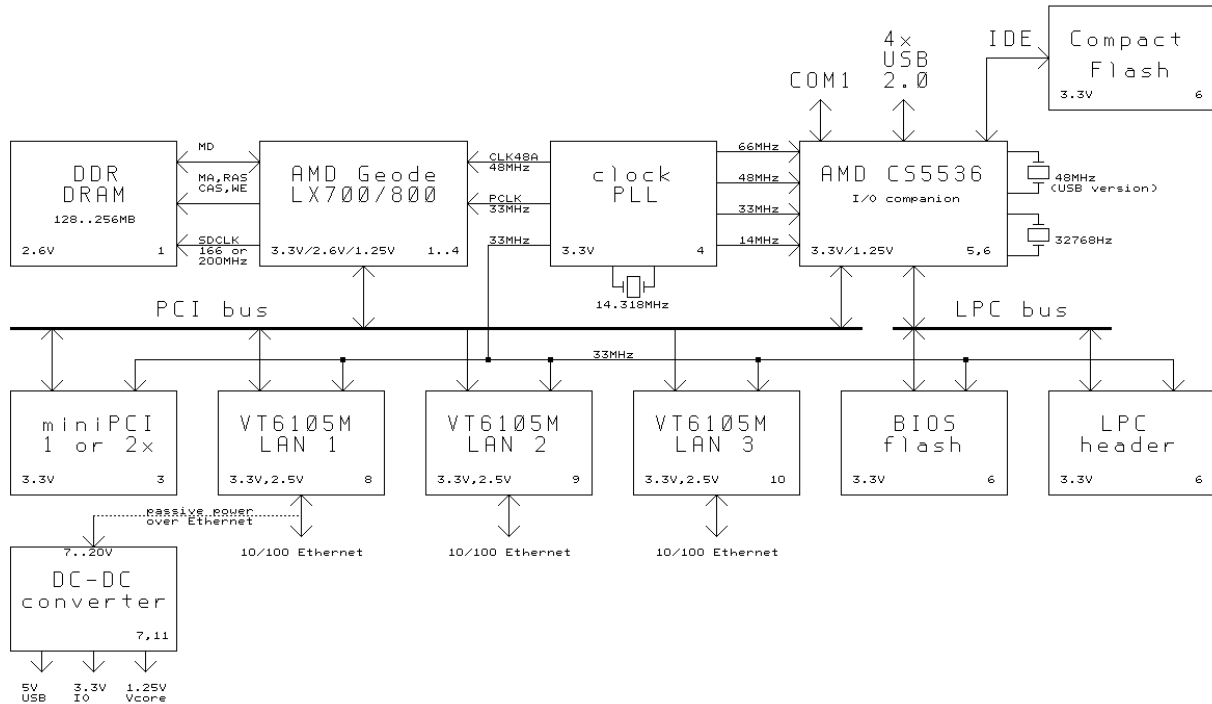 IDE
Compact
Flash
3.3V 6
4x
USB
2.0
COM1
DDR
DRAM
128..256MB
2.6V 1
MD
MA,RAS
CAS,WE
SDCLK
166 or
200MHz
AMD Geode
LX700/800
3.3V/2.6V/1.25V 1..4
CLK48A
48MHz
PCLK
33MHz
33MHz
clock
PLL
3.3V 4
14.318MHz
66MHz
48MHz
33MHz
14MHz
AMD CS5536
I/O companion
3.3V/1.25V 5,6
48MHz
(USB version)
32768Hz
PCI bus
LPC bus
33MHz
miniPCI
1 or 2x
3.3V 3
VT6105M
LAN 1
3.3V,2.5V 8
VT6105M
LAN 2
3.3V,2.5V 9
VT6105M
LAN 3
3.3V,2.5V 10
BIOS
flash
3.3V 6
LPC
header
3.3V 6
passive power
over Ethernet
10/100 Ethernet
10/100 Ethernet
10/100 Ethernet
7..20V
DC-DC
converter
7,11
5V
USB
3.3V
IO
1.25V
Vcore